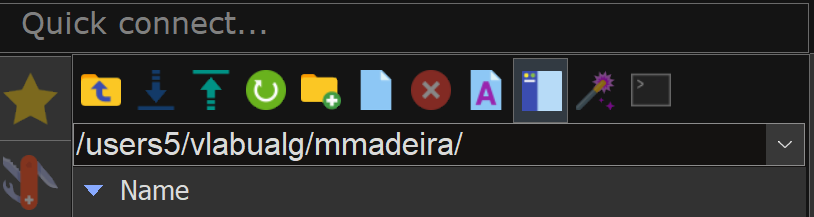 Quick connect...
A
/users5/vlabualg/mmadeira/
Name